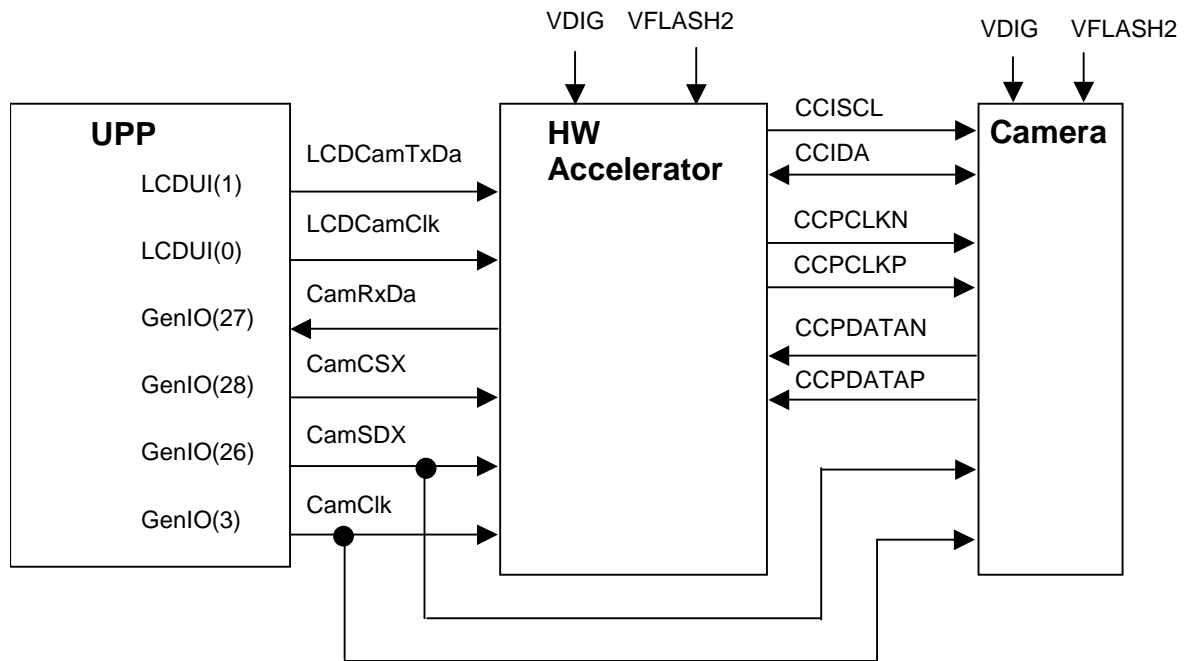 VDIG VFLASH2
VDIG VFLASH2
UPP
LCDUI(1)
LCDUI(0)
GenIO(27)
GenIO(28)
GenIO(26)
GenIO(3)
LCDCamTxDa
LCDCamClk
CamRxDa
CamCSX
CamSDX
CamClk
HW
Accelerator
CCISCL
CCIDA
CCPCLKN
CCPCLKP
CCPDATAN
CCPDATAP
Camera